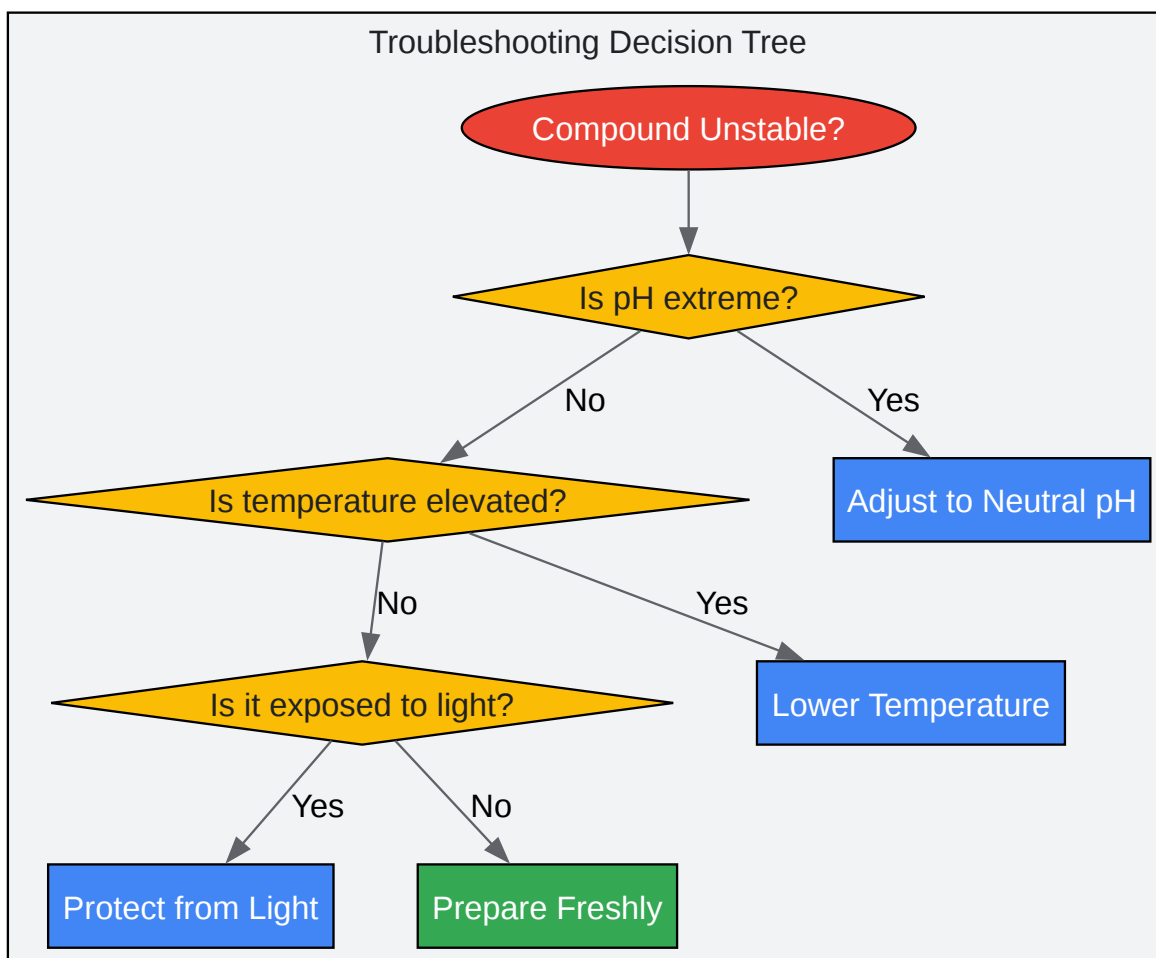 Troubleshooting Decision Tree
Compound Unstable?
Is pH extreme?
No
Yes
Is temperature elevated?
Adjust to Neutral pH
No
Yes
Is it exposed to light?
Lower Temperature
Yes
No
Protect from Light
Prepare Freshly